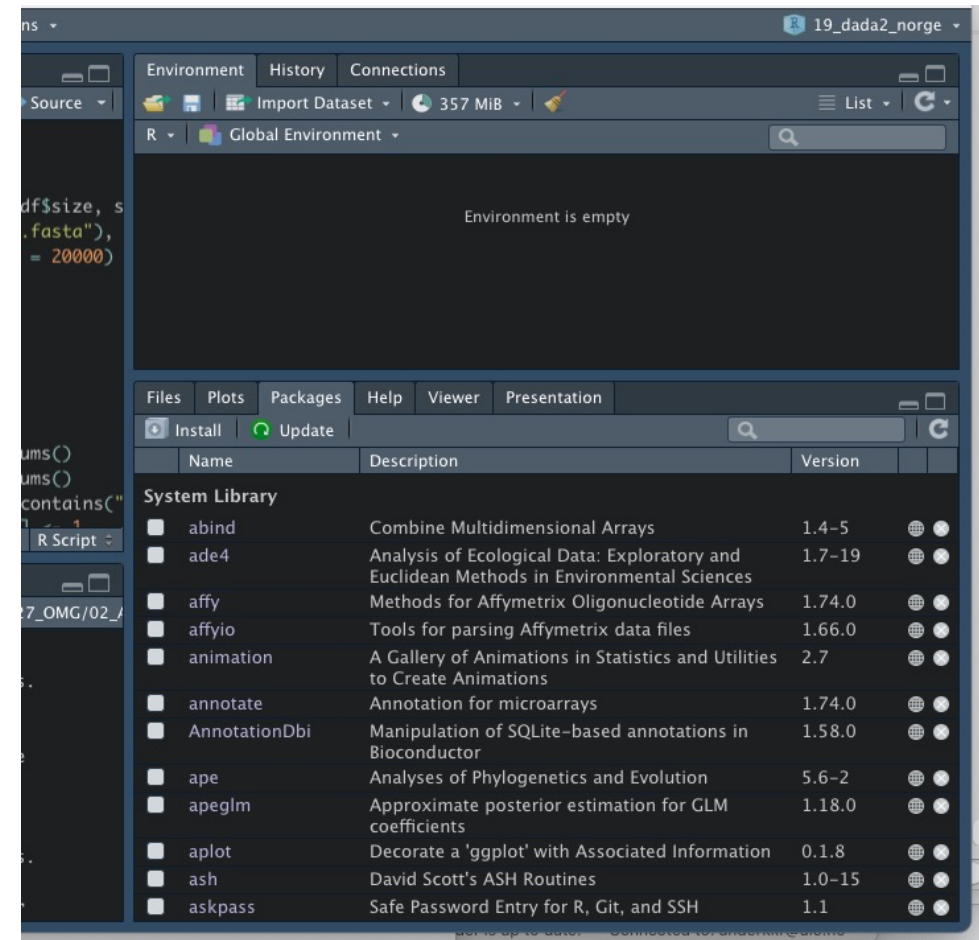 ns
19_dada2_norge
Source
df$size, s
.fasta"),
= 20000)
ums()
ums()
contains("
R Script
27_OMG/02_A
Environment History Connections
Import Dataset 357 MiB List
R Global Environment
Environment is empty
Files Plots Packages Help Viewer Presentation
Install Update
Name Description Version
System Library
abind Combine Multidimensional Arrays 1.4-5
ade4 Analysis of Ecological Data: Exploratory and 1.7-19
Euclidean Methods in Environmental Sciences
affy Methods for Affymetrix Oligonucleotide Arrays 1.74.0
affyio Tools for parsing Affymetrix data files 1.66.0
animation A Gallery of Animations in Statistics and Utilities 2.7
to Create Animations
annotate Annotation for microarrays 1.74.0
AnnotationDbi Manipulation of SQLite-based annotations in 1.58.0
Bioconductor
ape Analyses of Phylogenetics and Evolution 5.6-2
apeglm Approximate posterior estimation for GLM 1.18.0
coefficients
aplot Decorate a 'ggplot' with Associated Information 0.1.8
ash David Scott's ASH Routines 1.0-15
askpass Safe Password Entry for R, Git, and SSH 1.1